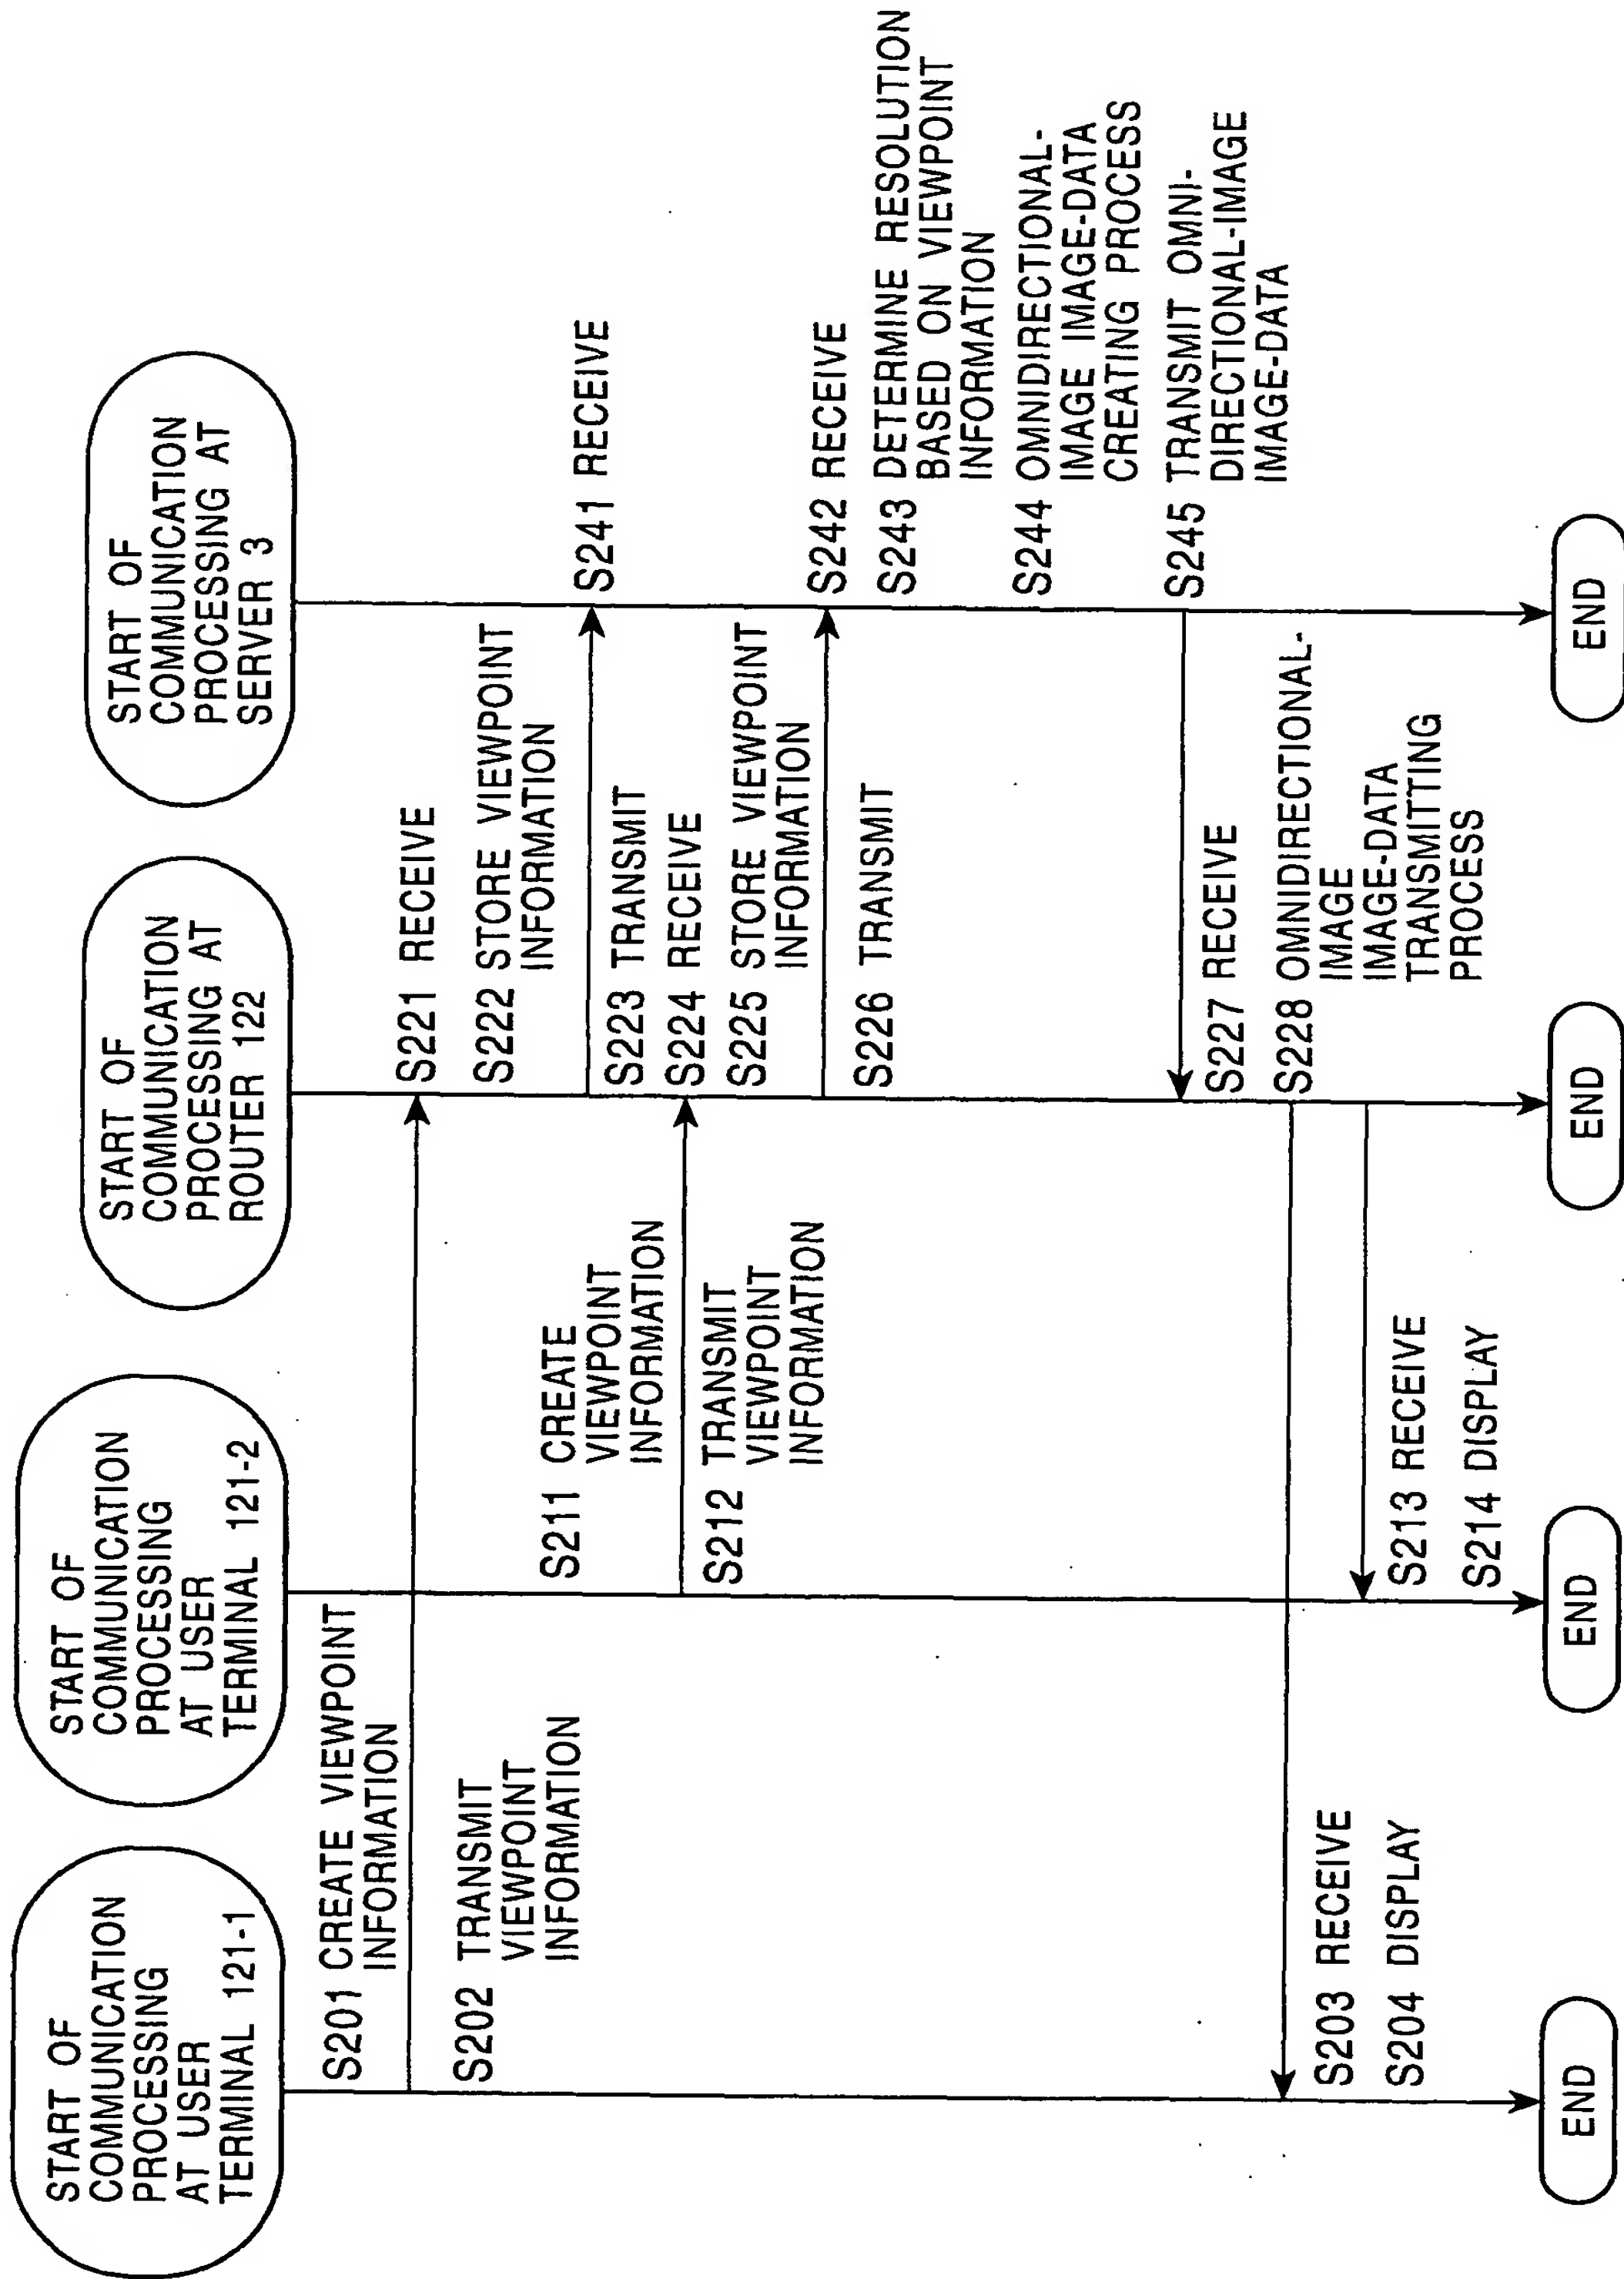 START OF
COMMUNICATION
PROCESSING
AT USER
TERMINAL 121-1
S201 CREATE VIEWPOINT
INFORMATION
S202 TRANSMIT
VIEWPOINT
INFORMATION
S203 RECEIVE
S204 DISPLAY
END
START OF
COMMUNICATION
PROCESSING
AT USER
TERMINAL 121-2
S211 CREATE
VIEWPOINT
INFORMATION
S212 TRANSMIT
VIEWPOINT
INFORMATION
S213 RECEIVE
S214 DISPLAY
END
START OF
COMMUNICATION
PROCESSING AT
ROUTER 122
S221 RECEIVE
S222 STORE VIEWPOINT
INFORMATION
S223 TRANSMIT
S224 RECEIVE
S225 STORE VIEWPOINT
INFORMATION
S226 TRANSMIT
S227 RECEIVE
S228 OMNIDIRECTIONAL-
IMAGE
IMAGE-DATA
TRANSMITTING
PROCESS
END
START OF
COMMUNICATION
PROCESSING AT
SERVER 3
S241 RECEIVE
S242 RECEIVE
S243 DETERMINE RESOLUTION
BASED ON VIEWPOINT
INFORMATION
S244 OMNIDIRECTIONAL-
IMAGE IMAGE-DATA
CREATING PROCESS
S245 TRANSMIT OMNI-
DIRECTIONAL-IMAGE
IMAGE-DATA
END